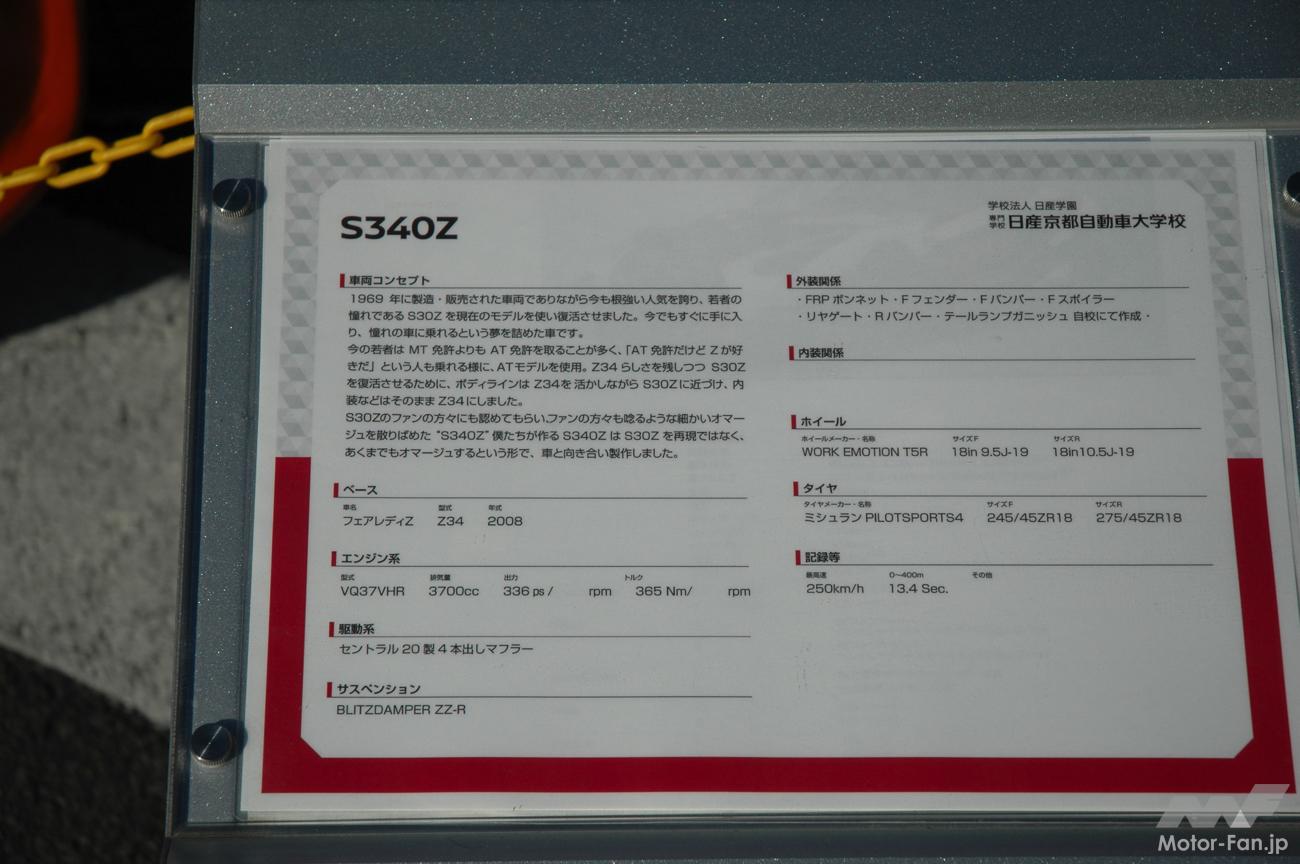 S340Z
学校法人 日産学園
専門学校 日産京都自動車大学校
車両コンセプト
1969 年に製造・販売された車両でありながら今も根強い人気を誇り、若者の
憧れである S30Z を現在のモデルを使い復活させました。今でもすぐに手に入
り、憧れの車に乗れるという夢を詰めた車です。
今の若者は MT 免許よりも AT 免許を取ることが多く、「AT 免許だけど Z が好
きだ」という人も乗れる様に、ATモデルを使用。Z34 らしさを残しつつ S30Z
を復活させるために、ボディラインは Z34を 活かしながら S30Zに近づけ、内
装などはそのまま Z34にしました。
S30Zのファンの方々にも認めてもらい、ファンの方々も唸るような細かいオマー
ジュを散りばめた “S340Z” 僕たちが作る S340Z は S30Z を再現ではなく、
あくまでもオマージュするという形で、車と向き合い製作しました。
ベース
車名 型式 年式
フェアレディZ Z34 2008
エンジン系
型式 排気量 出力 トルク
VQ37VHR 3700cc 336 ps / rpm 365 Nm/ rpm
駆動系
セントラル 20 製 4 本出しマフラー
サスペンション
BLITZDAMPER ZZ-R
外装関係
・FRP ボンネット・F フェンダー・F バンパー・F スポイラー
・リヤゲート・R バンパー・テールランプガニッシュ 自校にて作成・
内装関係
ホイール
ホイールメーカー・名称 サイズF サイズR
WORK EMOTION T5R 18in 9.5J-19 18in10.5J-19
タイヤ
タイヤメーカー・名称 サイズF サイズR
ミシュラン PILOTSPORTS4 245/45ZR18 275/45ZR18
記録等
最高速 0〜400m その他
250km/h 13.4 Sec.
MF
Motor-Fan.jp